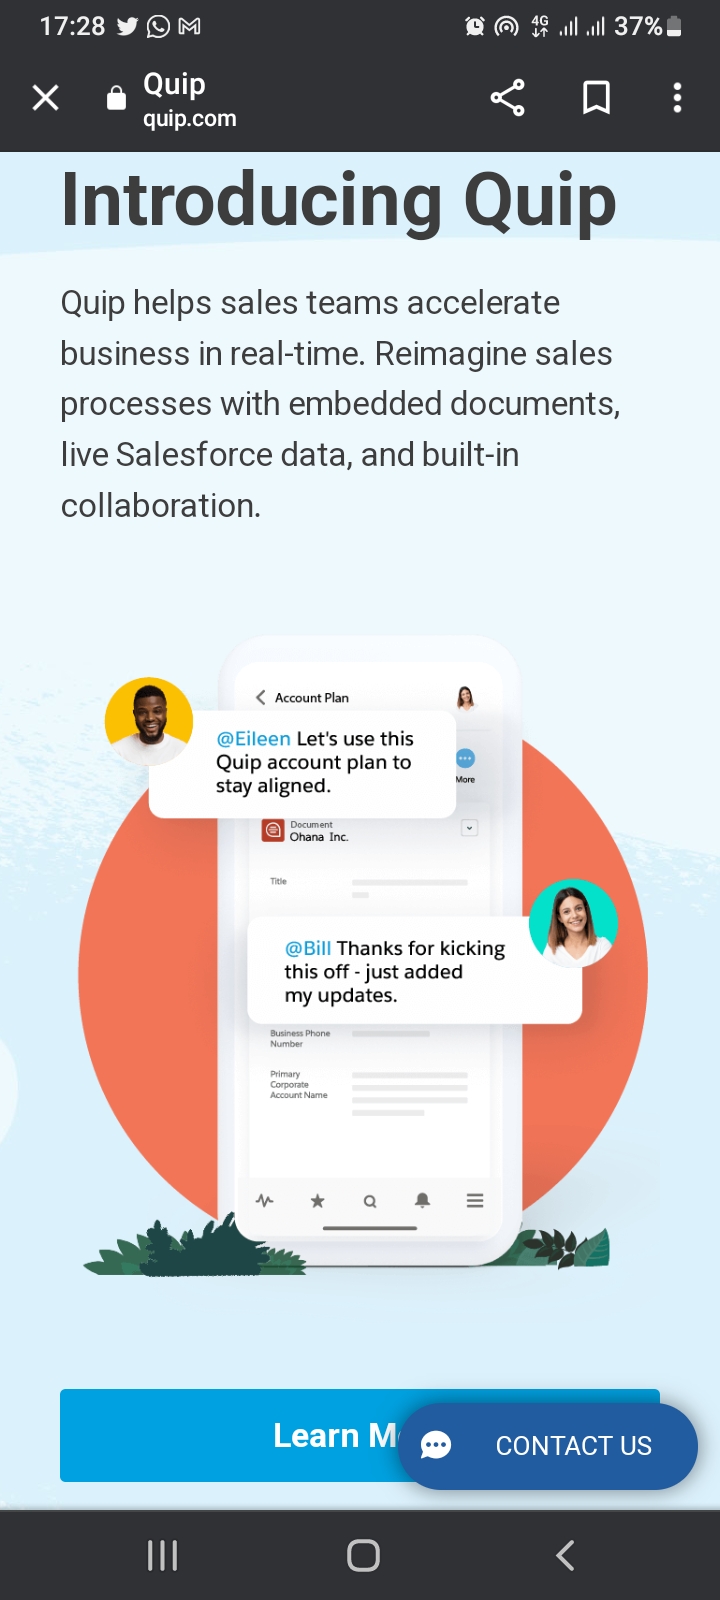 17:28
4G
37%
Quip
quip.com
Introducing Quip
Quip helps sales teams accelerate
business in real-time. Reimagine sales
processes with embedded documents,
live Salesforce data, and built-in
collaboration.
Account Plan
@Eileen Let's use this
Quip account plan to
stay aligned.
More
Document
Ohana Inc.
Title
@Bill Thanks for kicking
this off - just added
my updates.
Business Phone
Number
Primary
Corporate
Account Name
Learn M
CONTACT US